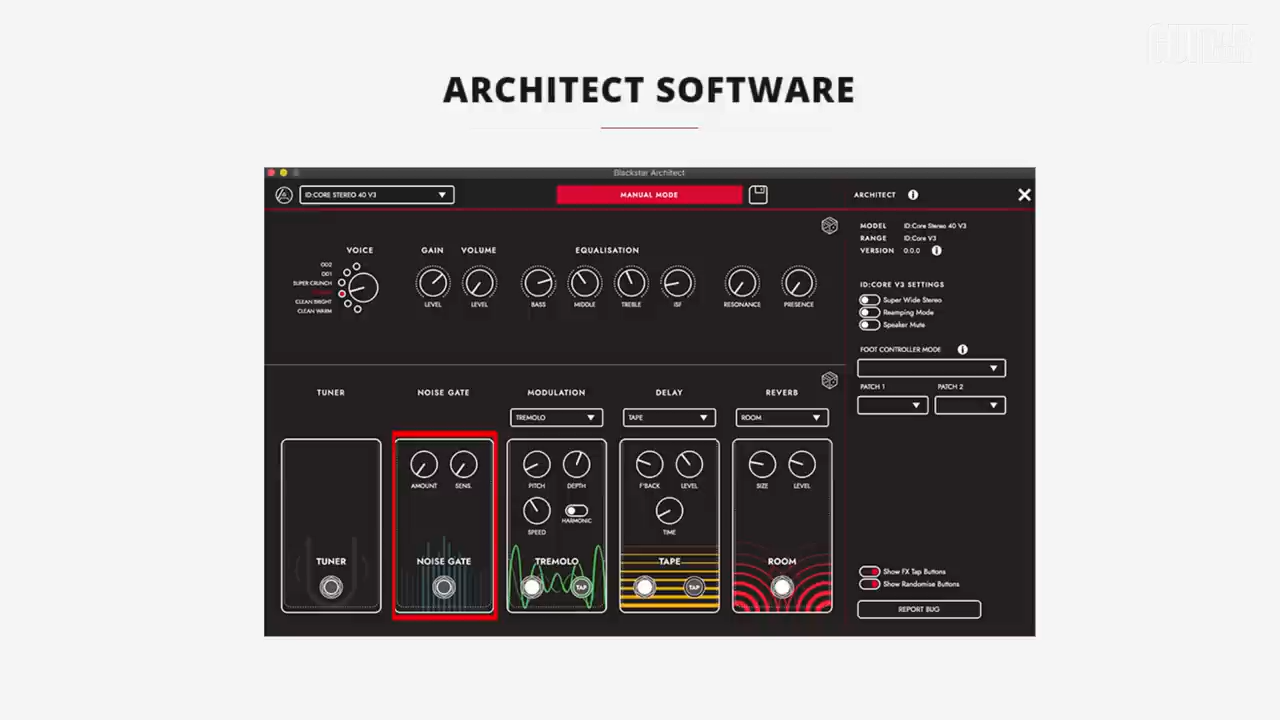 GUITAR
ARCHITECT SOFTWARE
Blackstar Architect
ID:CORE STEREO 40 V3
MANUAL MODE
ARCHITECT
MODEL ID:Core Stereo 40 V3
RANGE ID:Core V3
VERSION 0.0.0
VOICE
GAIN VOLUME EQUALISATION
OD2
OD1
SUPER CRUNCH
CLEAN BRIGHT
CLEAN WARM
LEVEL LEVEL BASS MIDDLE TREBLE ISF RESONANCE PRESENCE
ID:CORE V3 SETTINGS
Super Wide Stereo
Reamping Mode
Speaker Mute
FOOT CONTROLLER MODE
PATCH 1 PATCH 2
TUNER NOISE GATE MODULATION DELAY REVERB
TREMOLO TAPE ROOM
AMOUNT SENS. PITCH DEPTH F'BACK LEVEL SIZE LEVEL
HARMONIC
SPEED TIME
TUNER NOISE GATE TREMOLO TAPE ROOM
TAP TAP
Show FX Tap Buttons
Show Randomise Buttons
REPORT BUG